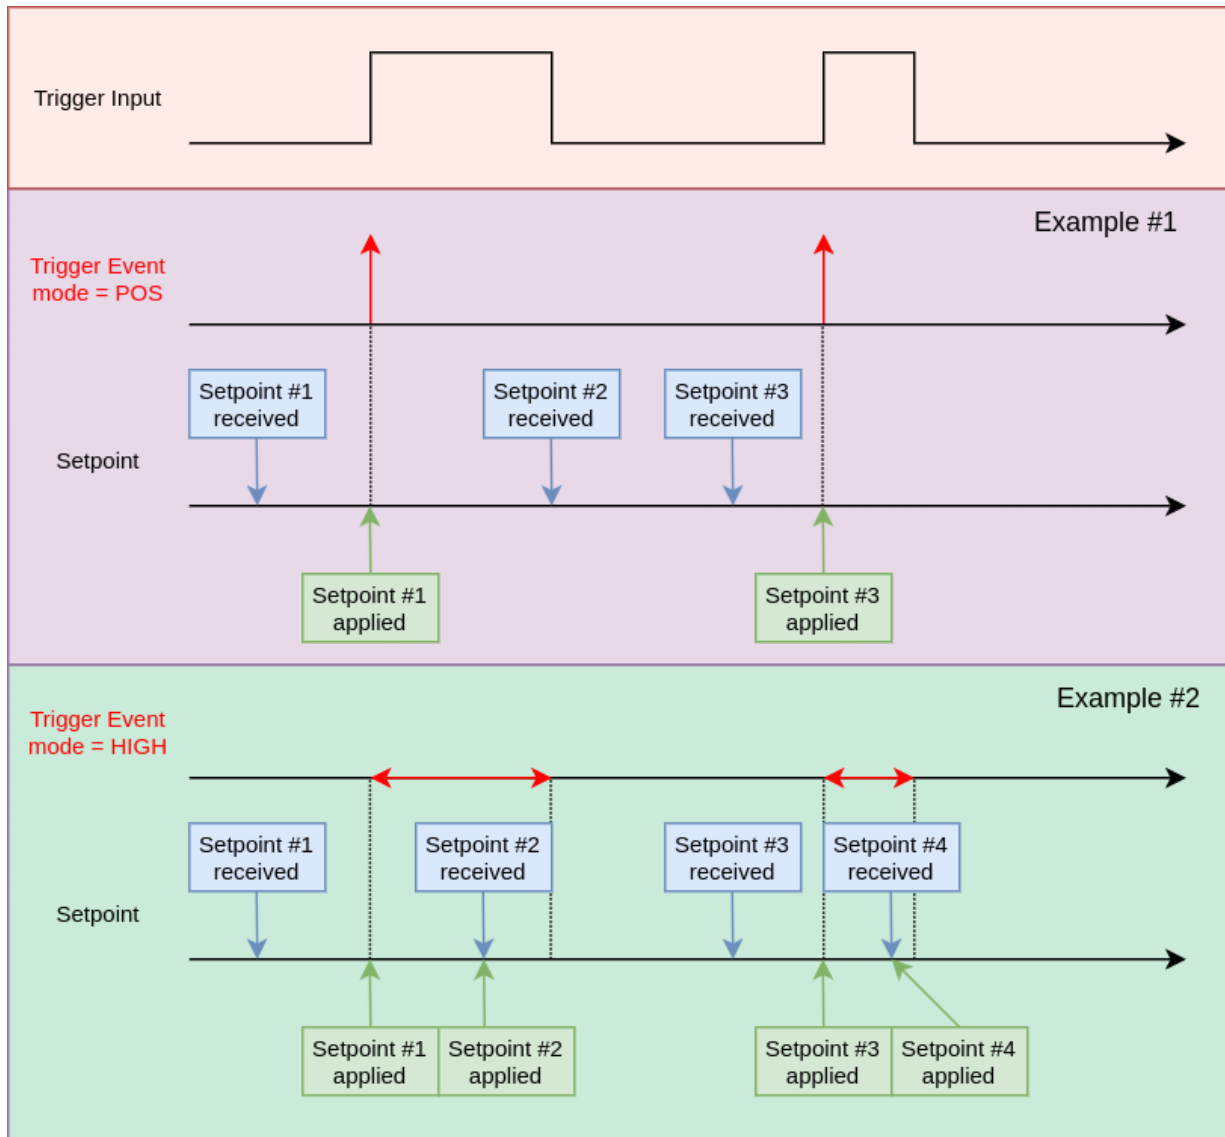 Trigger Input
Example #1
Trigger Event
mode = POS
Setpoint #1
received
Setpoint #2
received
Setpoint #3
received
Setpoint
Setpoint #1
applied
Setpoint #3
applied
Example #2
Trigger Event
mode = HIGH
Setpoint #1
received
Setpoint #2
received
Setpoint #3
received
Setpoint #4
received
Setpoint
Setpoint #1
applied
Setpoint #2
applied
Setpoint #3
applied
Setpoint #4
applied